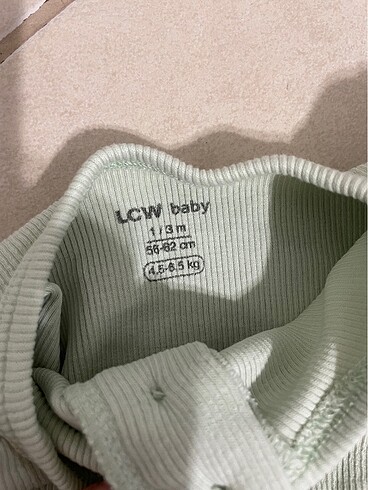 LCW baby
1 / 3 m
56-62 cm
4,5-6,5 kg